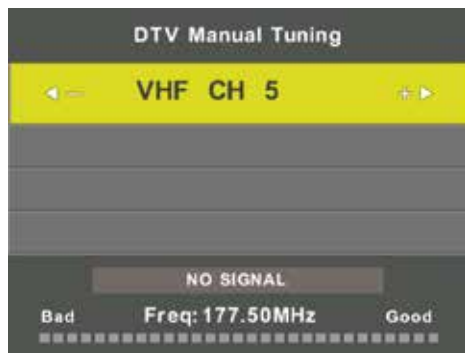 DTV Manual Tuning
VHF CH 5
NO SIGNAL
Bad Freq: 177.50MHz Good